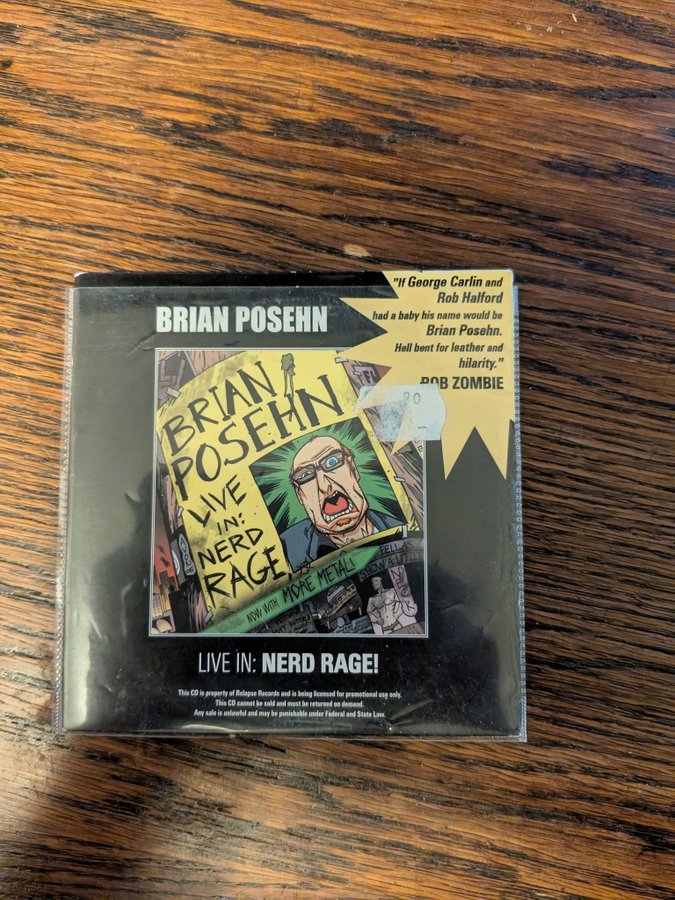 "If George Carlin and
Rob Halford
had a baby his name would be
Brian Posehn.
Hell bent for leather and
hilarity."
ROB ZOMBIE
BRIAN POSEHN
BRIAN
POSEHN
LIVE
IN:
NERD
RAGE
NOW WITH MORE METAL!
FELLAS
LIVE IN: NERD RAGE!
This CD is property of Relapse Records and is being licensed for promotional use only.
This CD cannot be sold and must be returned on demand.
Any sale is unlawful and may be punishable under Federal and State Law.